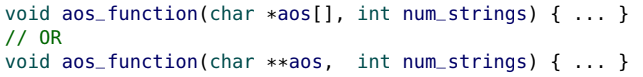 void aos_function(char *aos[], int num_strings) { ... }
// OR
void aos_function(char **aos,  int num_strings) { ... }